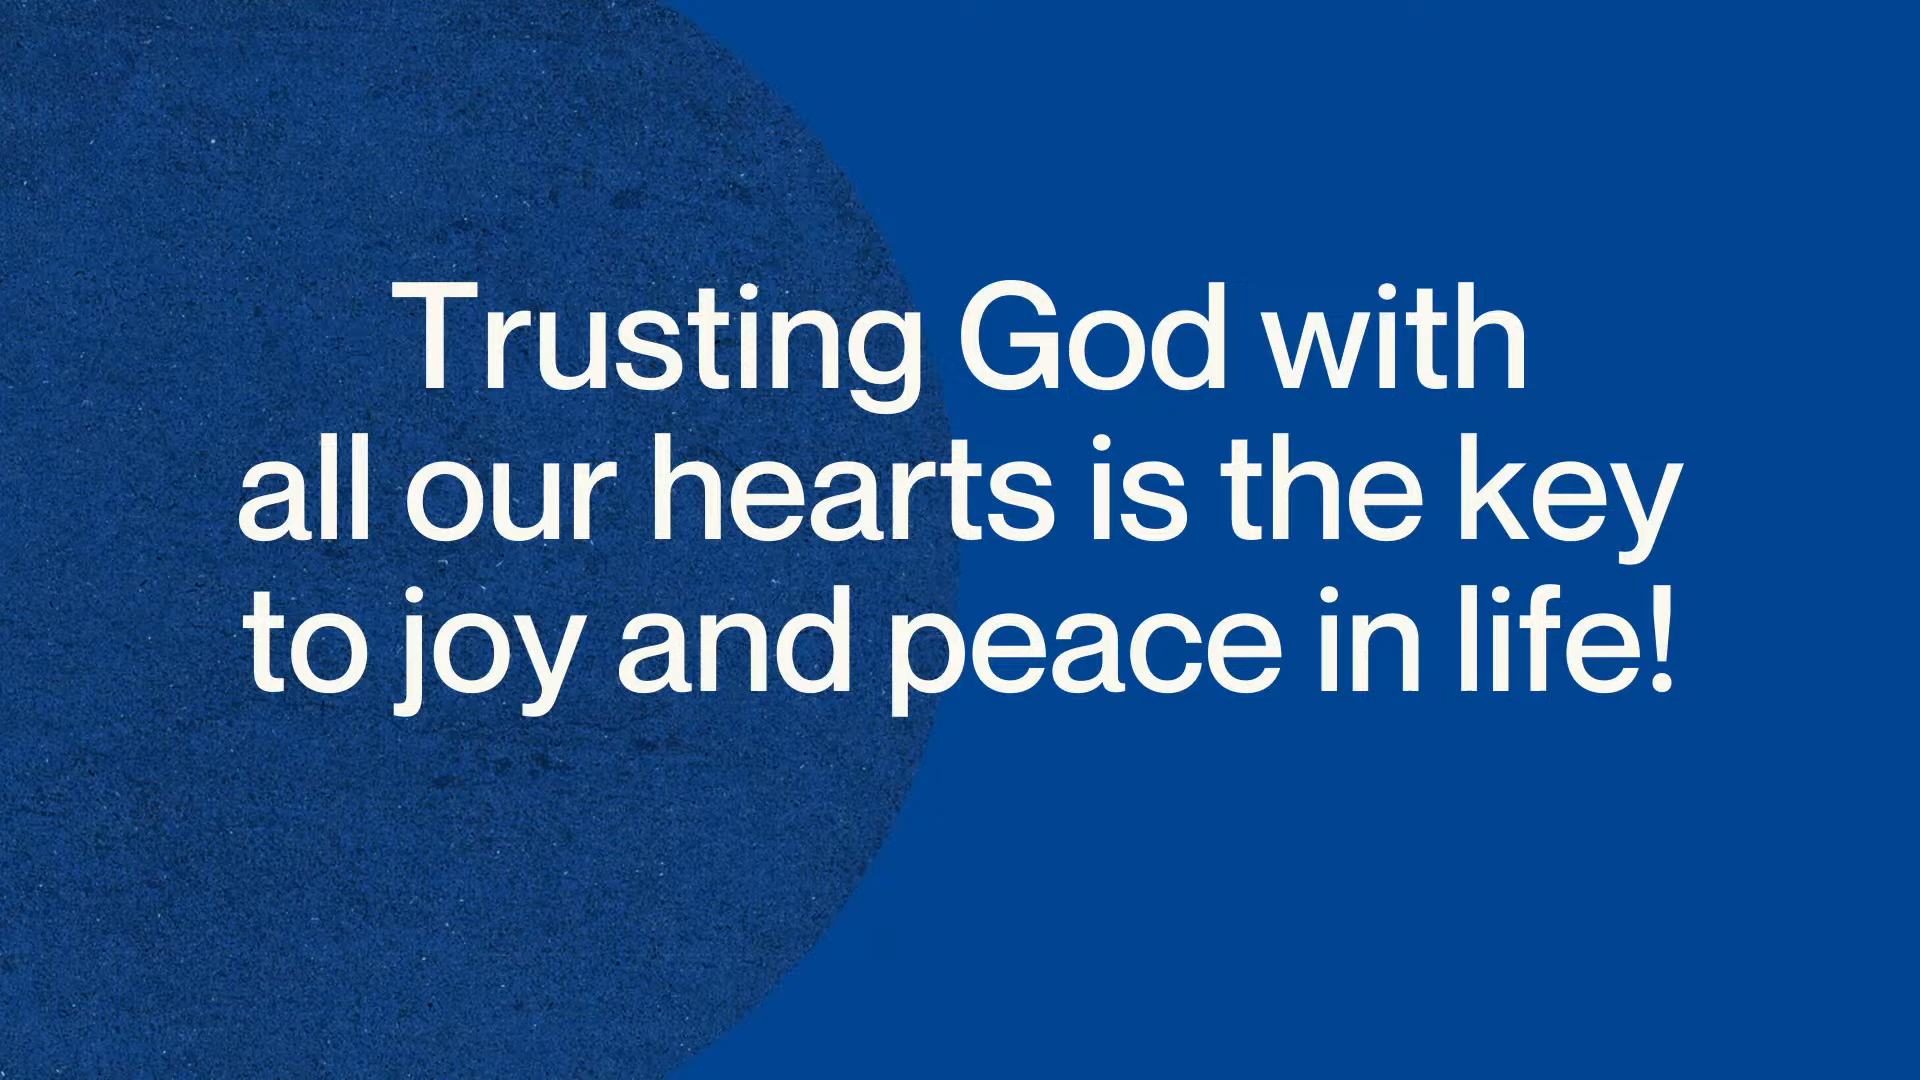 Trusting God with
all our hearts is the key
to joy and peace in life!